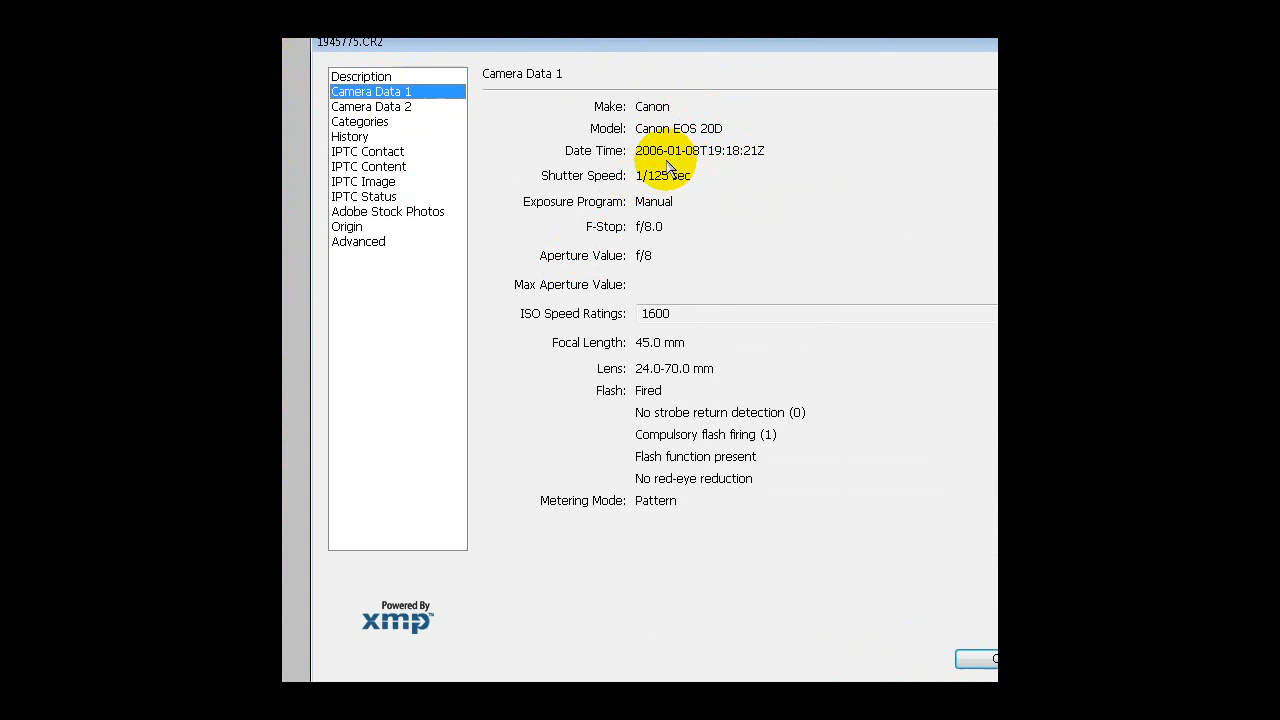 1945775.CR2
Description
Camera Data 1
Camera Data 2
Categories
History
IPTC Contact
IPTC Content
IPTC Image
IPTC Status
Adobe Stock Photos
Origin
Advanced
Powered By
xmp™
Camera Data 1
Make: Canon
Model: Canon EOS 20D
Date Time: 2006-01-08T19:18:21Z
Shutter Speed: 1/125 sec
Exposure Program: Manual
F-Stop: f/8.0
Aperture Value: f/8
Max Aperture Value:
ISO Speed Ratings: 1600
Focal Length: 45.0 mm
Lens: 24.0-70.0 mm
Flash: Fired
No strobe return detection (0)
Compulsory flash firing (1)
Flash function present
No red-eye reduction
Metering Mode: Pattern